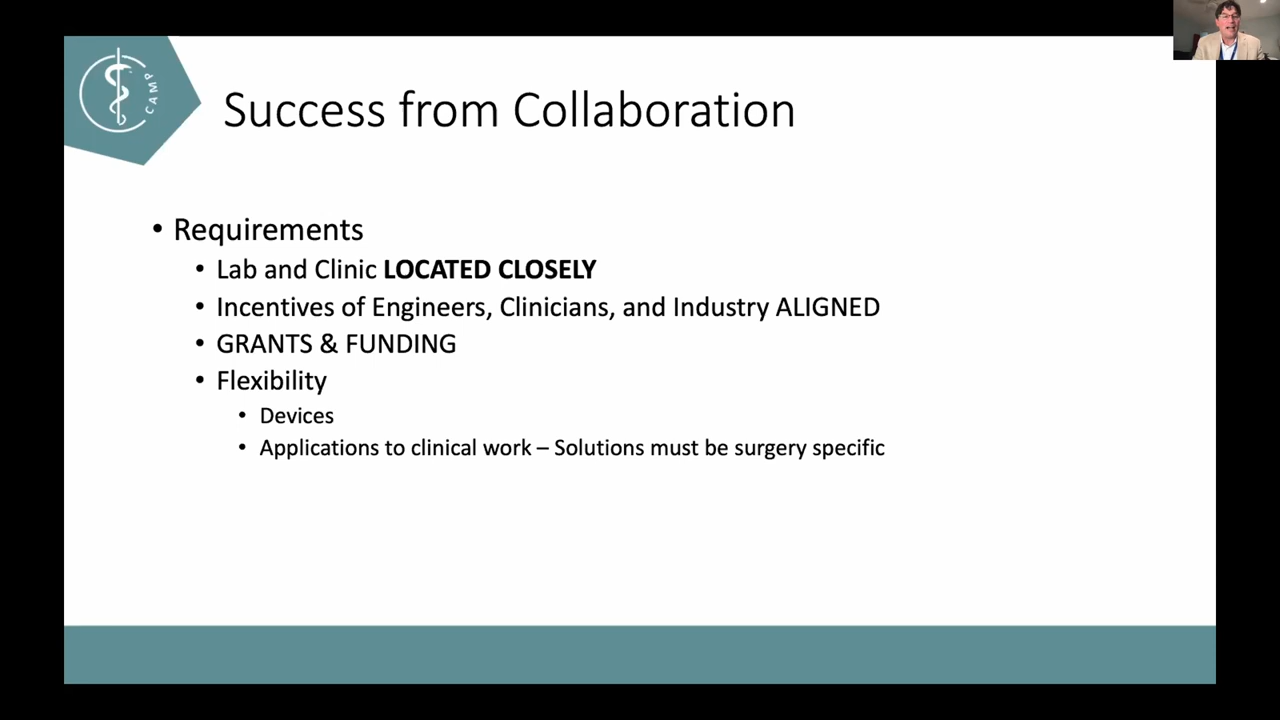 CAMP
Success from Collaboration
• Requirements
• Lab and Clinic LOCATED CLOSELY
• Incentives of Engineers, Clinicians, and Industry ALIGNED
• GRANTS & FUNDING
• Flexibility
• Devices
• Applications to clinical work – Solutions must be surgery specific